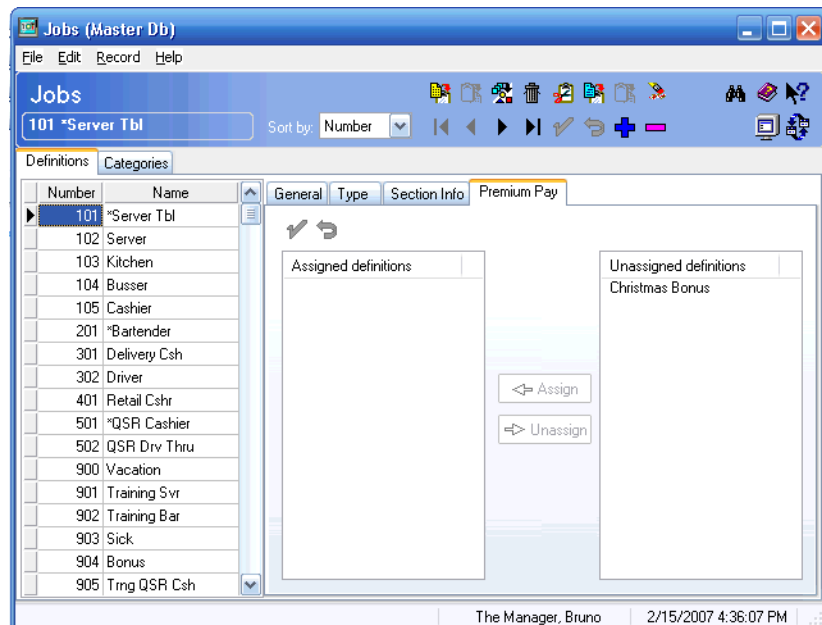 Jobs (Master Db)
File Edit Record Help
Jobs
101 *Server Tbl
Sort by: Number
Definitions Categories
Number Name
General Type Section Info Premium Pay
101 *Server Tbl
102 Server
103 Kitchen
104 Busser
105 Cashier
201 *Bartender
301 Delivery Csh
302 Driver
401 Retail Cshr
501 *QSR Cashier
502 QSR Drv Thru
900 Vacation
901 Training Svr
902 Training Bar
903 Sick
904 Bonus
905 Trng QSR Csh
Assigned definitions
Assign
Unassign
Unassigned definitions
Christmas Bonus
The Manager, Bruno 2/15/2007 4:36:07 PM